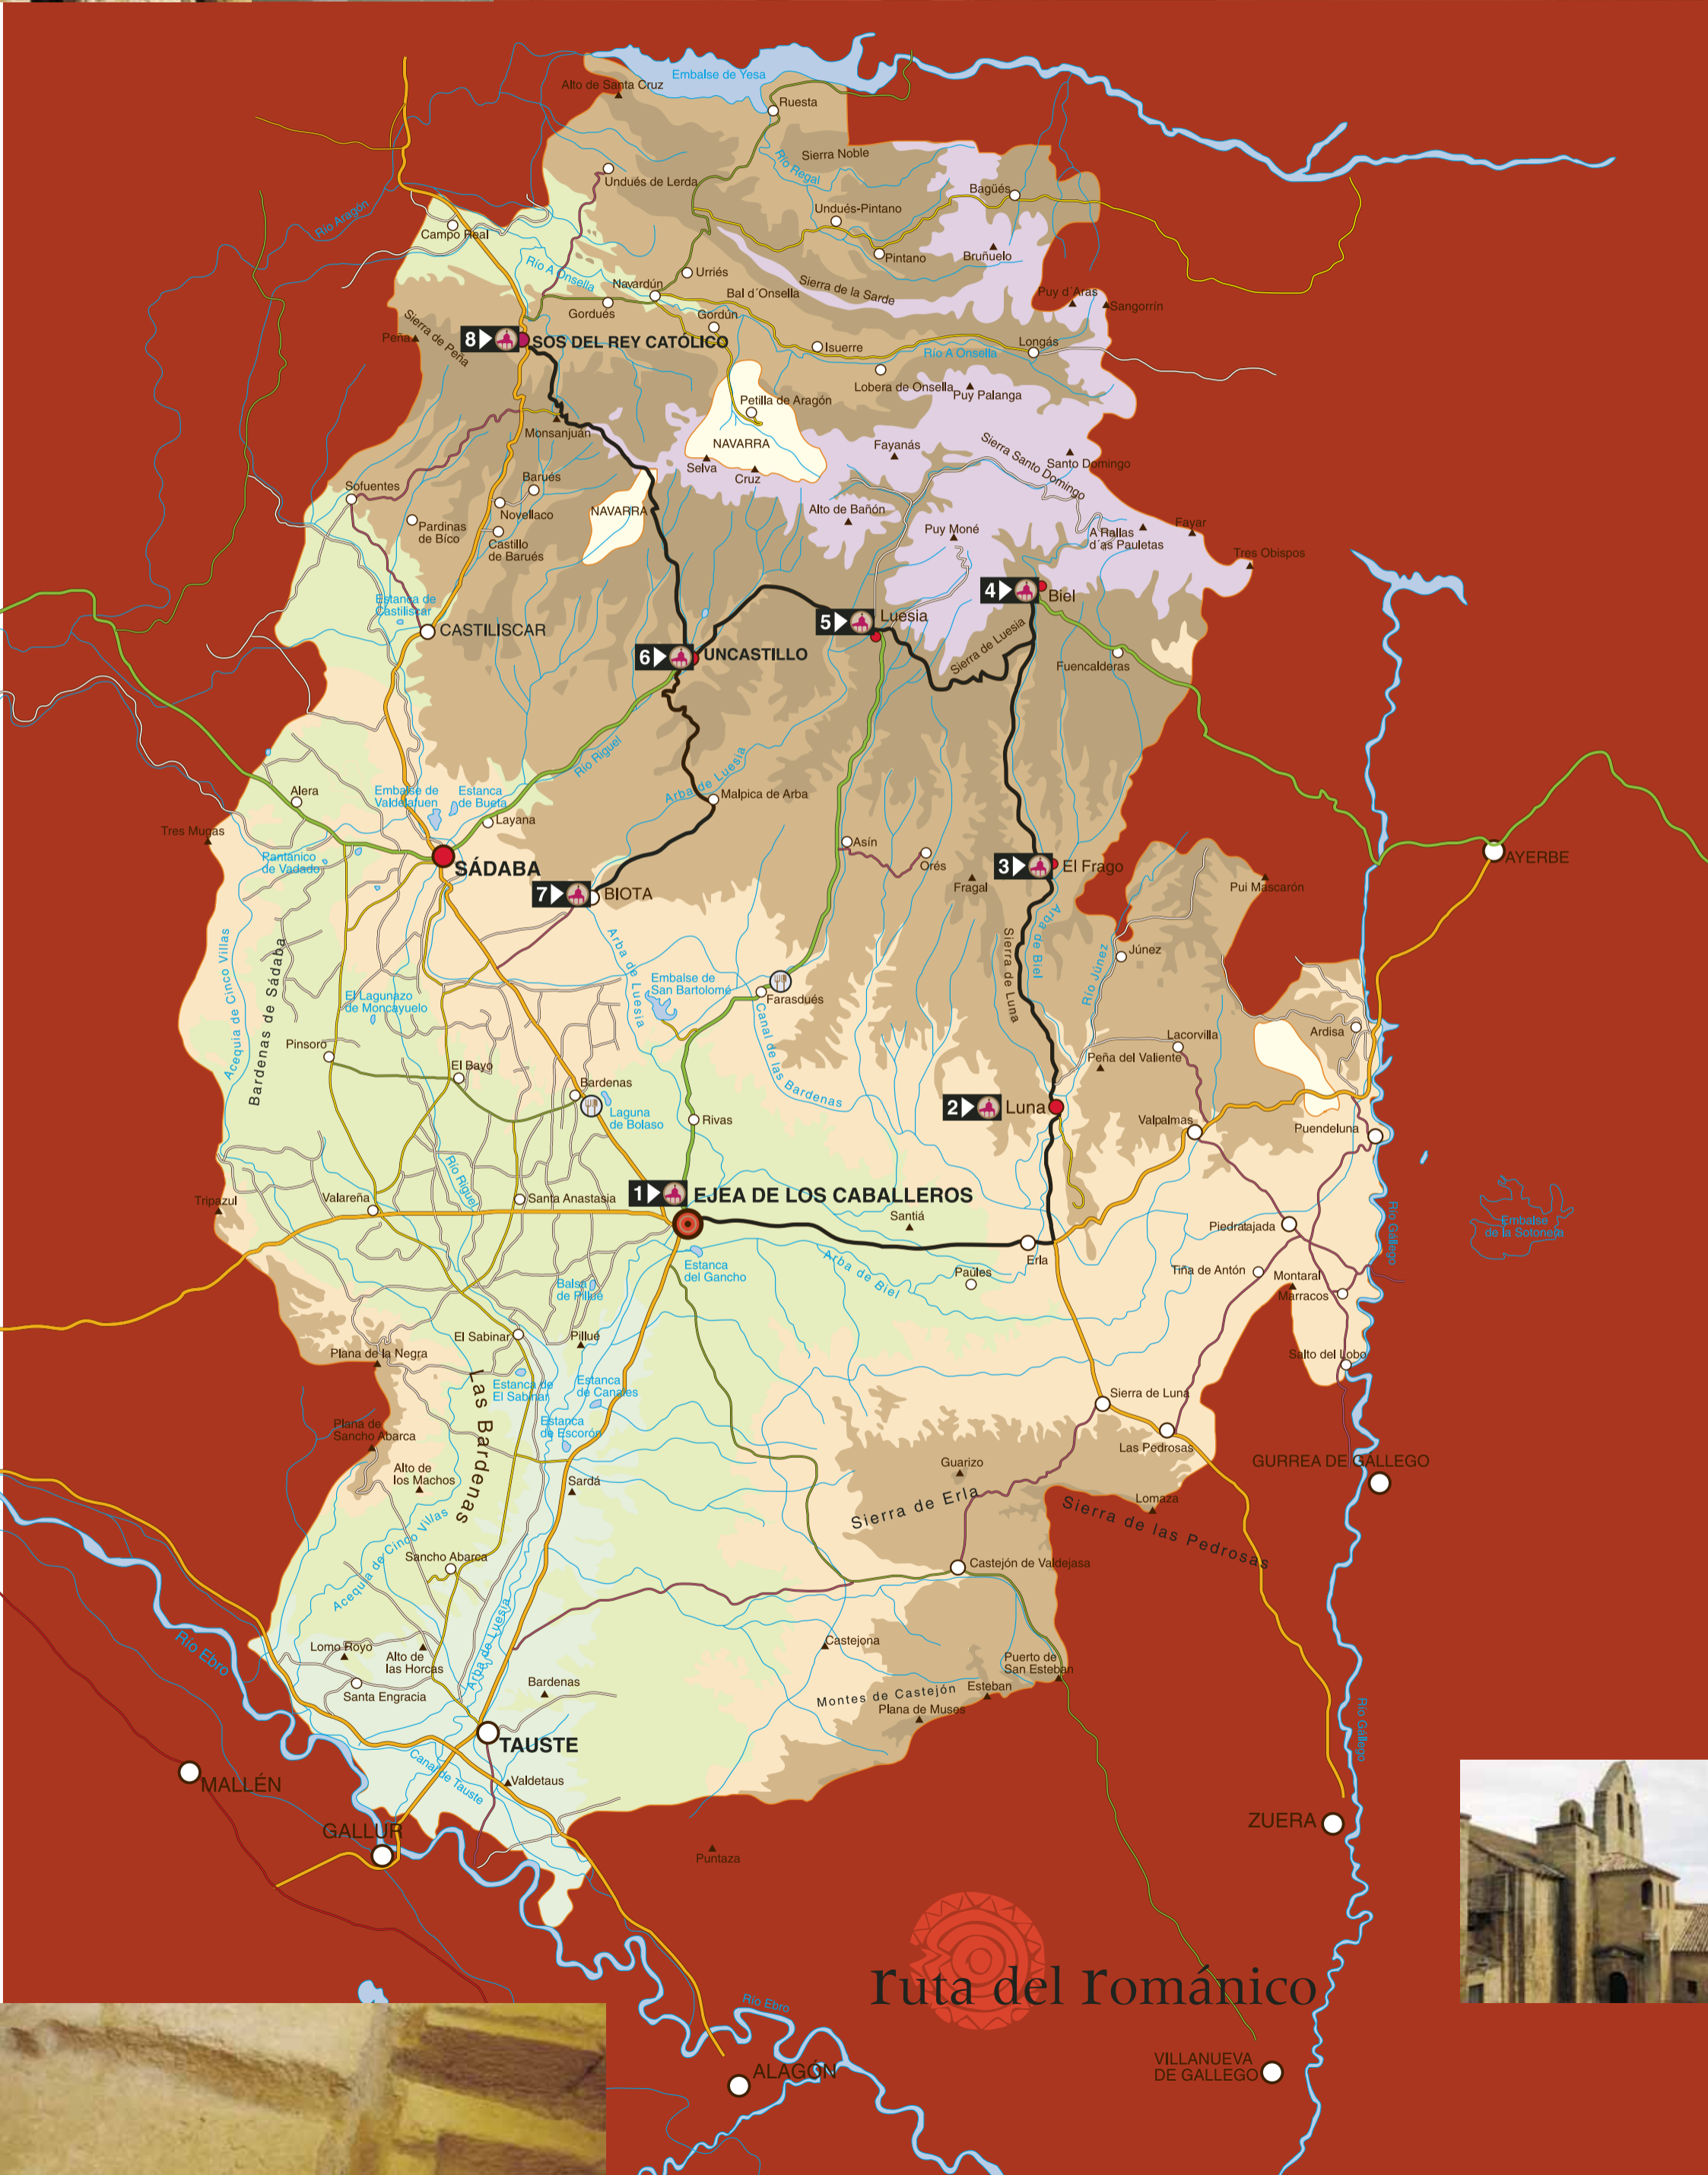 Embalse de Yesa
Alto de Santa Cruz
Ruesta
Sierra Noble
Río Regal
Undués de Lerda
Bagüés
Undués-Pintano
Río Aragón
Campo Real
Bruñuelo
Pintano
Río A Onsella
Urriés
Navardún
Sierra de la Sarde
Bal d´Onsella
Puy d´Aras
Sangorrín
Gordués
Gordún
Sierra de Peña
Peña
8
SOS DEL REY CATÓLICO
Isuerre
Río A Onsella
Longás
Lobera de Onsella
Puy Palanga
Petilla de Aragón
Monsanjuán
NAVARRA
Fayanás
Sierra Santo Domingo
Santo Domingo
Selva
Cruz
Sofuentes
Barués
Novellaco
NAVARRA
Alto de Bañón
Pardinas
de Bíco
Castillo
de Barués
Puy Moné
A Rallas
d´as Pauletas
Fayar
Tres Obispos
4
Biel
Estanca de
Castiliscar
CASTILISCAR
5
Luesia
Sierra de Luesia
6
UNCASTILLO
Fuencalderas
Río Riguel
Arba de Luesia
Malpica de Arba
Alera
Embalse de
Valdelafuen
Estanca
de Bueta
Layana
Tres Mugas
Pantanico
de Vadado
SÁDABA
Asín
Orés
3
El Frago
AYERBE
Fragal
Pui Mascarón
7
BIOTA
Arba de Biel
Sierra de Luna
Río Júnez
Júnez
Acequia de Cinco Villas
Bardenas de Sádaba
Arba de Luesia
Embalse de
San Bartolomé
Farasdués
El Lagunazo
de Moncayuelo
Canal de las Bardenas
Pinsoro
El Bayo
Lacorvilla
Ardisa
Peña del Valiente
Bardenas
Laguna
de Bolaso
Rivas
2
Luna
Valpalmas
Puendeluna
Río Riguel
1
EJEA DE LOS CABALLEROS
Valareña
Santa Anastasia
Tripazul
Santiá
Piedratajada
Río Gállego
Embalse
de la Sotonera
Erla
Estanca
del Gancho
Arba de Biel
Paúles
Tiña de Antón
Montaral
Marracos
Balsa
de Pillué
El Sabinar
Pillué
Plana de la Negra
Salto del Lobo
Las Bardenas
Estanca de
El Sabinar
Estanca
de Canales
Sierra de Luna
Plana de
Sancho Abarca
Estanca
de Escorón
Las Pedrosas
GURREA DE GÁLLEGO
Alto de
los Machos
Sardá
Guarizo
Sierra de Erla
Lomaza
Sierra de las Pedrosas
Acequia de Cinco Villas
Sancho Abarca
Castejón de Valdejasa
Río Ebro
Lomo Royo
Alto de
las Horcas
Arba de Luesia
Castejona
Puerto de
San Esteban
Santa Engracia
Bardenas
Montes de Castejón
Esteban
Plana de Muses
Río Gállego
TAUSTE
MALLÉN
Canal de Tauste
Valdetaus
GALLUR
ZUERA
Puntaza
ruta del románico
Río Ebro
ALAGÓN
VILLANUEVA
DE GALLEGO